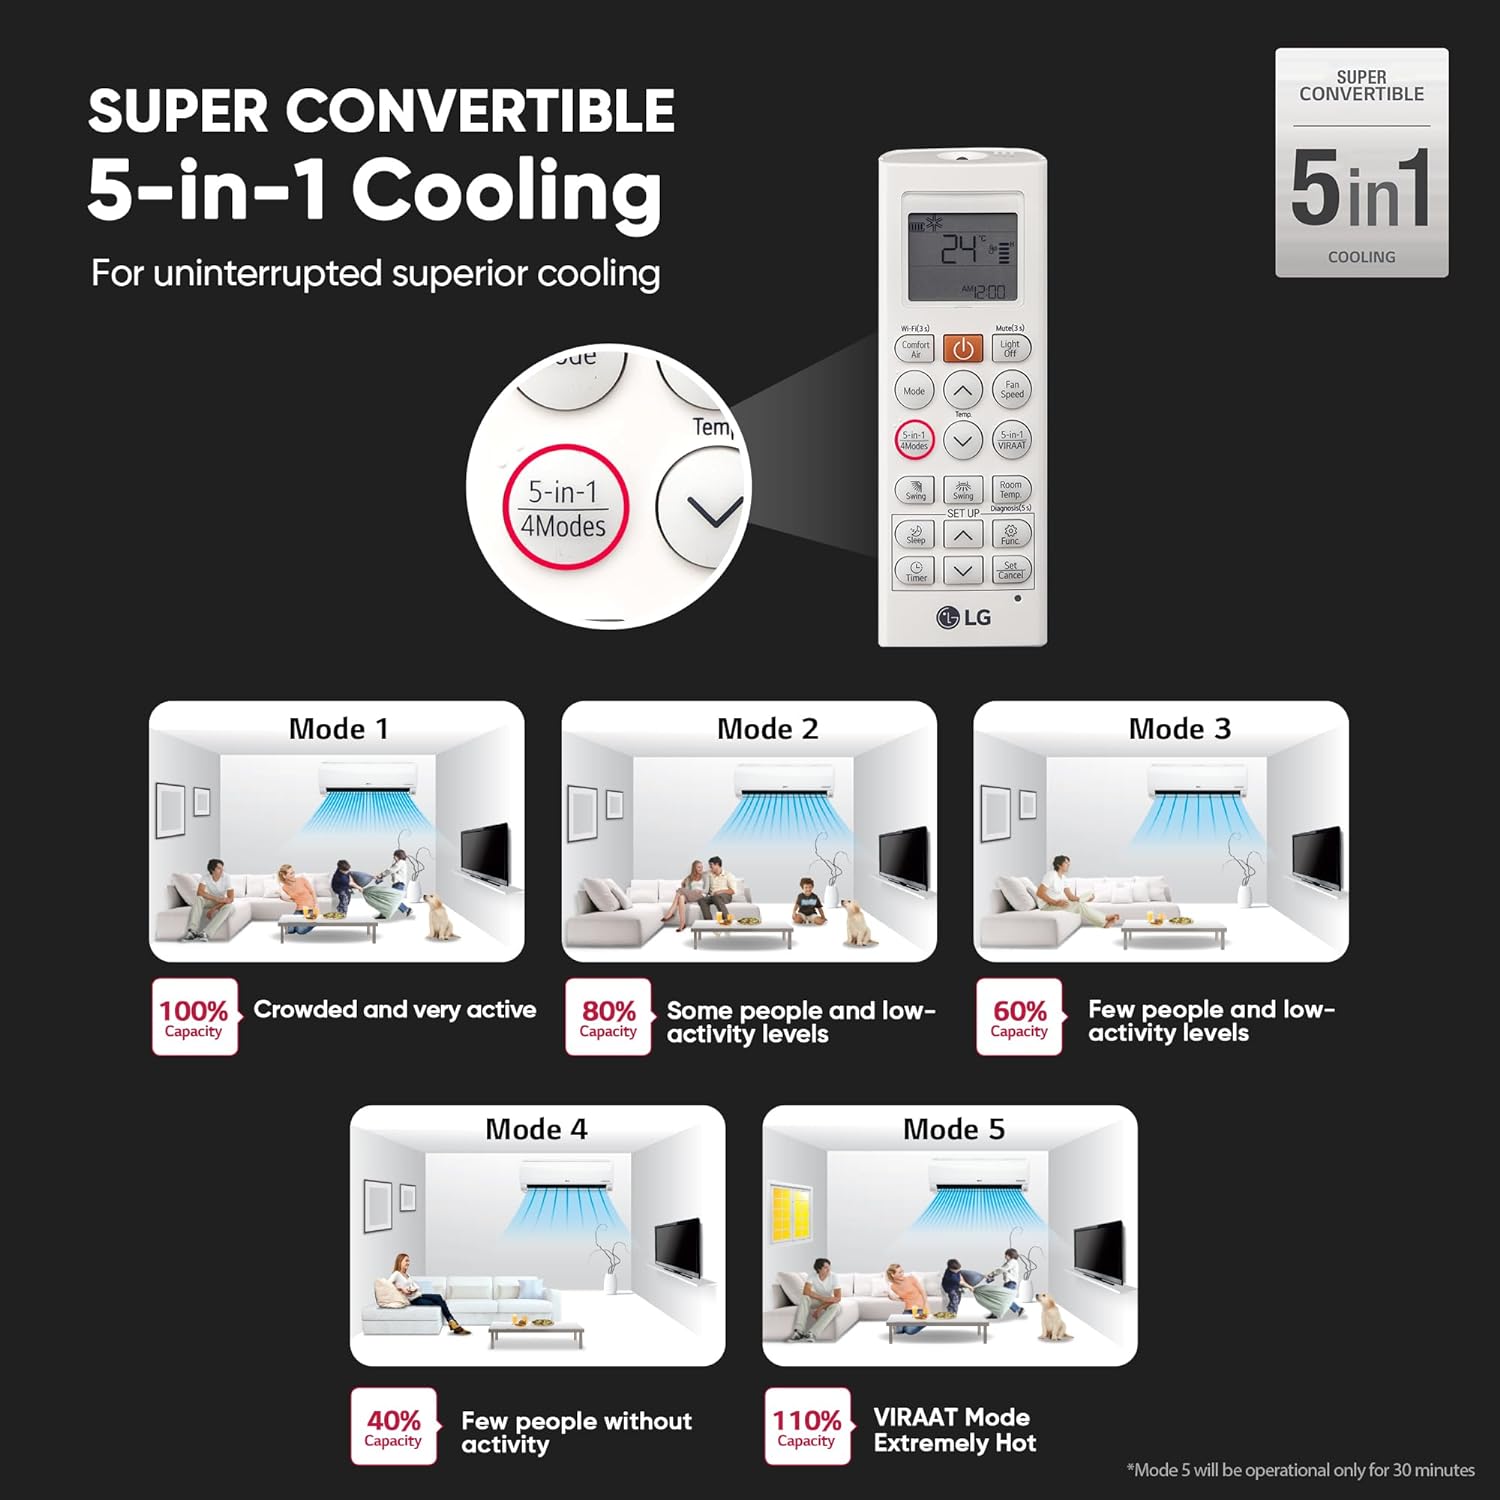 SUPER CONVERTIBLE
5-in-1 Cooling
For uninterrupted superior cooling
SUPER
CONVERTIBLE
5in1
COOLING
24°C
AM12:00
Wi-Fi(3 s)
Mute(3 s)
Comfort
Air
Light
Off
Mode
Fan
Speed
Temp.
5-in-1
4Modes
5-in-1
VIRAAT
Swing
Swing
Room
Temp.
SET UP
Diagnosis(5 s)
Sleep
Func.
Timer
Set
Cancel
LG
ode
Tem
5-in-1
4Modes
Mode 1
Mode 2
Mode 3
100%
Capacity
Crowded and very active
80%
Capacity
Some people and low-
activity levels
60%
Capacity
Few people and low-
activity levels
Mode 4
Mode 5
40%
Capacity
Few people without
activity
110%
Capacity
VIRAAT Mode
Extremely Hot
*Mode 5 will be operational only for 30 minutes